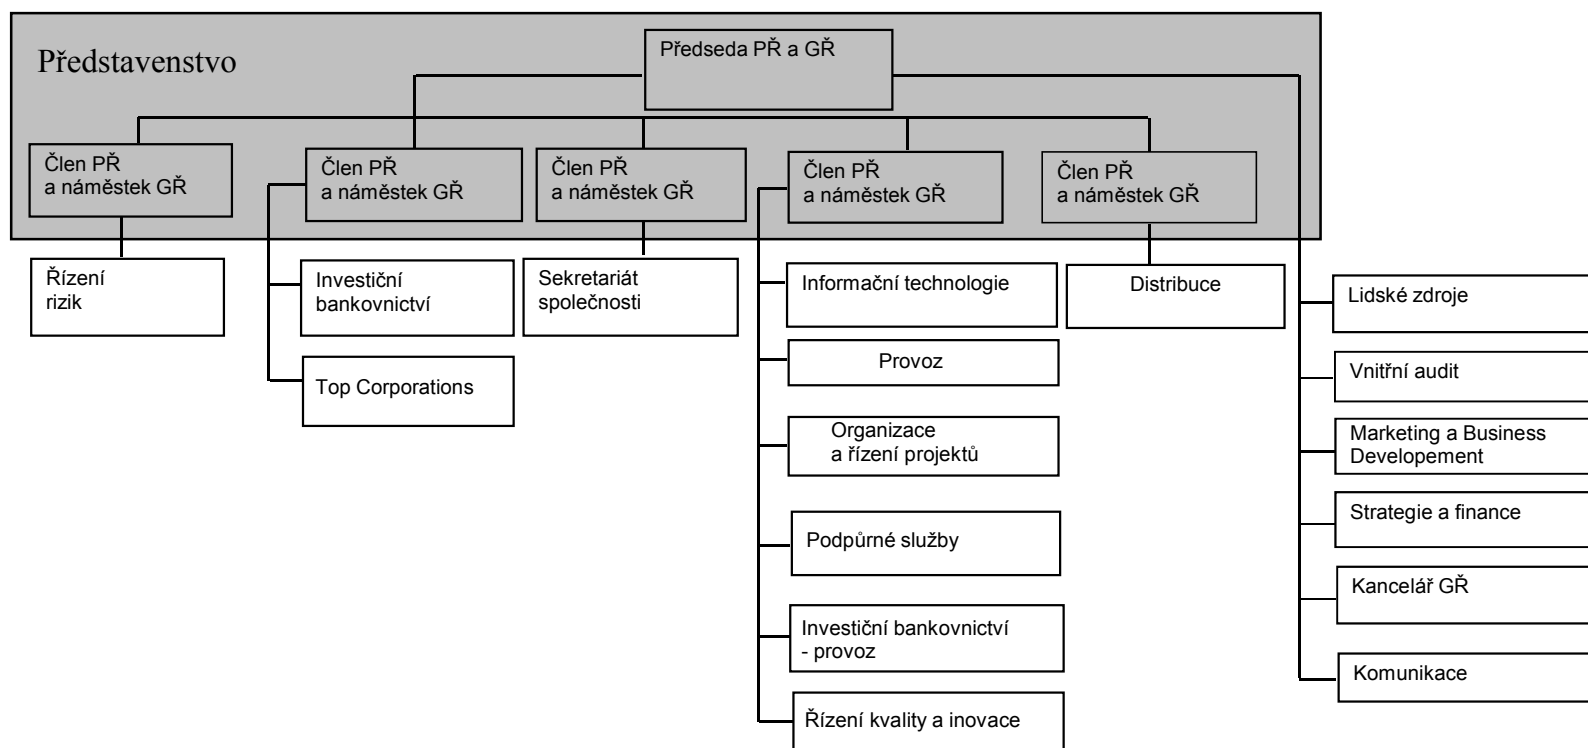 Představenstvo
Předseda PŘ a GŘ
Člen PŘ
a náměstek GŘ
Člen PŘ
a náměstek GŘ
Člen PŘ
a náměstek GŘ
Člen PŘ
a náměstek GŘ
Člen PŘ
a náměstek GŘ
Řízení
rizik
Investiční
bankovnictví
Top Corporations
Sekretariát
společnosti
Informační technologie
Provoz
Organizace
a řízení projektů
Podpůrné služby
Investiční bankovnictví
- provoz
Řízení kvality a inovace
Distribuce
Lidské zdroje
Vnitřní audit
Marketing a Business
Developement
Strategie a finance
Kancelář GŘ
Komunikace